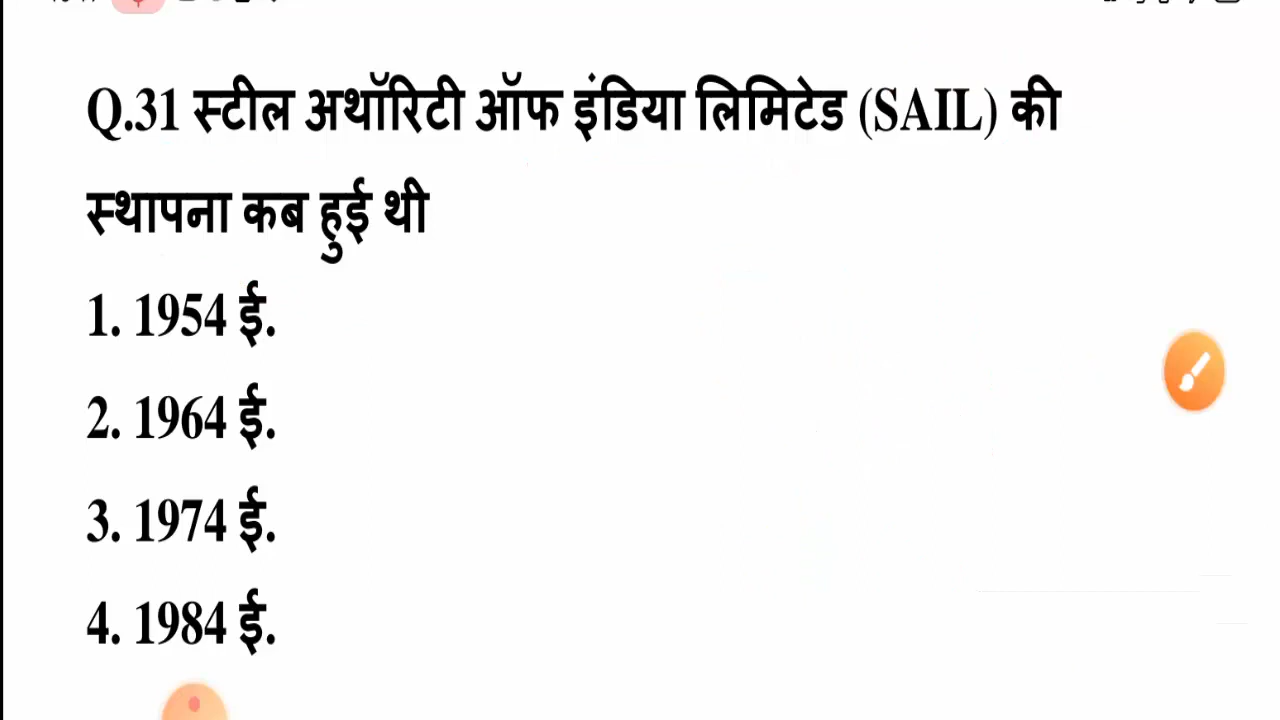 Q.31 स्टील अथॉरिटी ऑफ इंडिया लिमिटेड (SAIL) की
स्थापना कब हुई थी
1. 1954 ई.
2. 1964 ई.
3. 1974 ई.
4. 1984 ई.